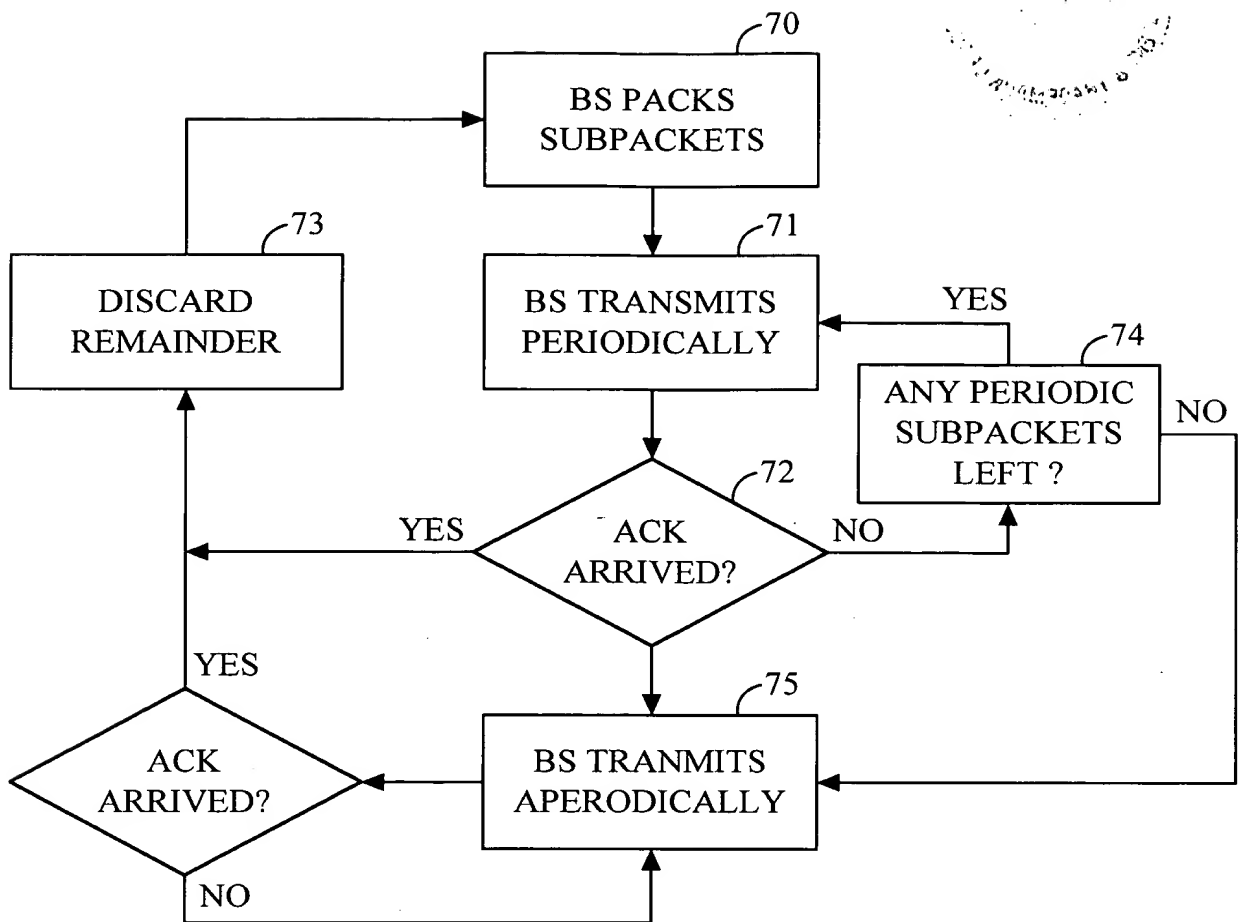 70
BS PACKS
SUBPACKETS
73
DISCARD
REMAINDER
71
BS TRANSMITS
PERIODICALLY
YES
74
ANY PERIODIC
SUBPACKETS
LEFT ?
NO
72
ACK
ARRIVED?
YES
NO
YES
ACK
ARRIVED?
NO
75
BS TRANMITS
APERODICALLY